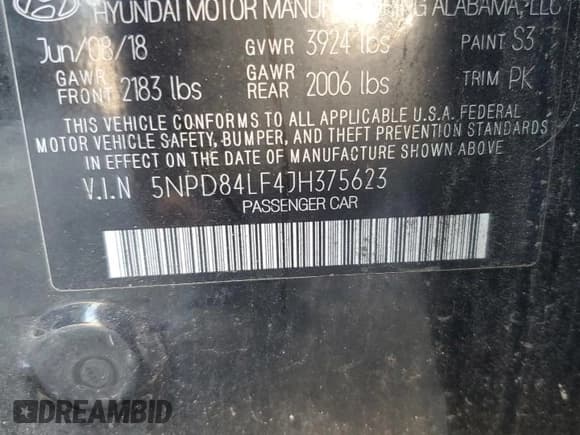 HYUNDAI MOTOR MANUFACTURING ALABAMA, LLC
Jun/08/18 GVWR 3924 lbs PAINT S3
GAWR FRONT 2183 lbs GAWR REAR 2006 lbs TRIM PK
THIS VEHICLE CONFORMS TO ALL APPLICABLE U.S.A. FEDERAL
MOTOR VEHICLE SAFETY, BUMPER, AND THEFT PREVENTION STANDARDS
IN EFFECT ON THE DATE OF MANUFACTURE SHOWN ABOVE.
V.I.N 5NPD84LF4JH375623
PASSENGER CAR
DREAMBID